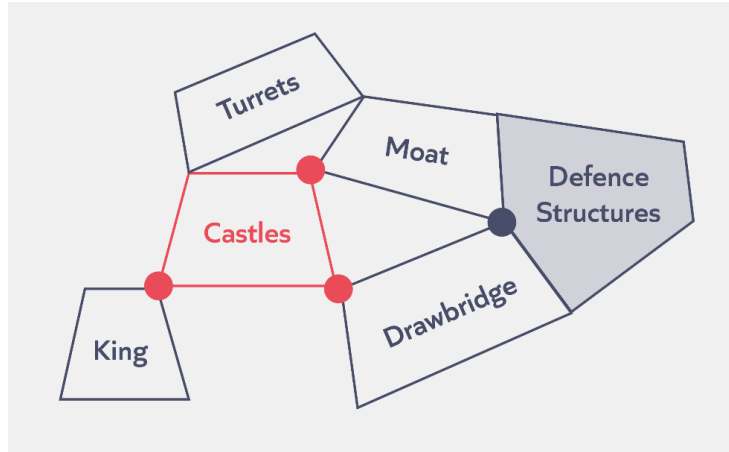 Turrets
Moat
Defence
Structures
Castles
Drawbridge
King